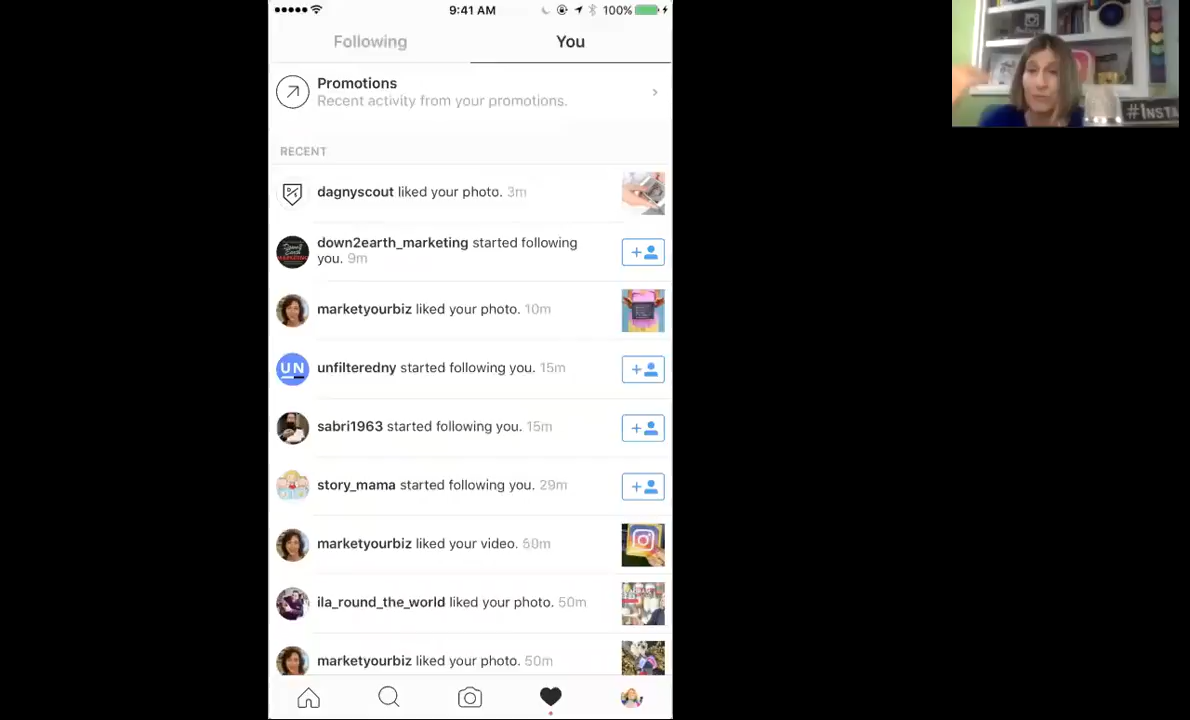 9:41 AM
100%
Following
You
Promotions
Recent activity from your promotions.
RECENT
dagnyscout liked your photo. 3m
down2earth_marketing started following
you. 9m
marketyourbiz liked your photo. 10m
UN
unfilteredny started following you. 15m
sabri1963 started following you. 15m
story_mama started following you. 29m
marketyourbiz liked your video. 50m
ila_round_the_world liked your photo. 50m
marketyourbiz liked your photo. 50m
#INSTA